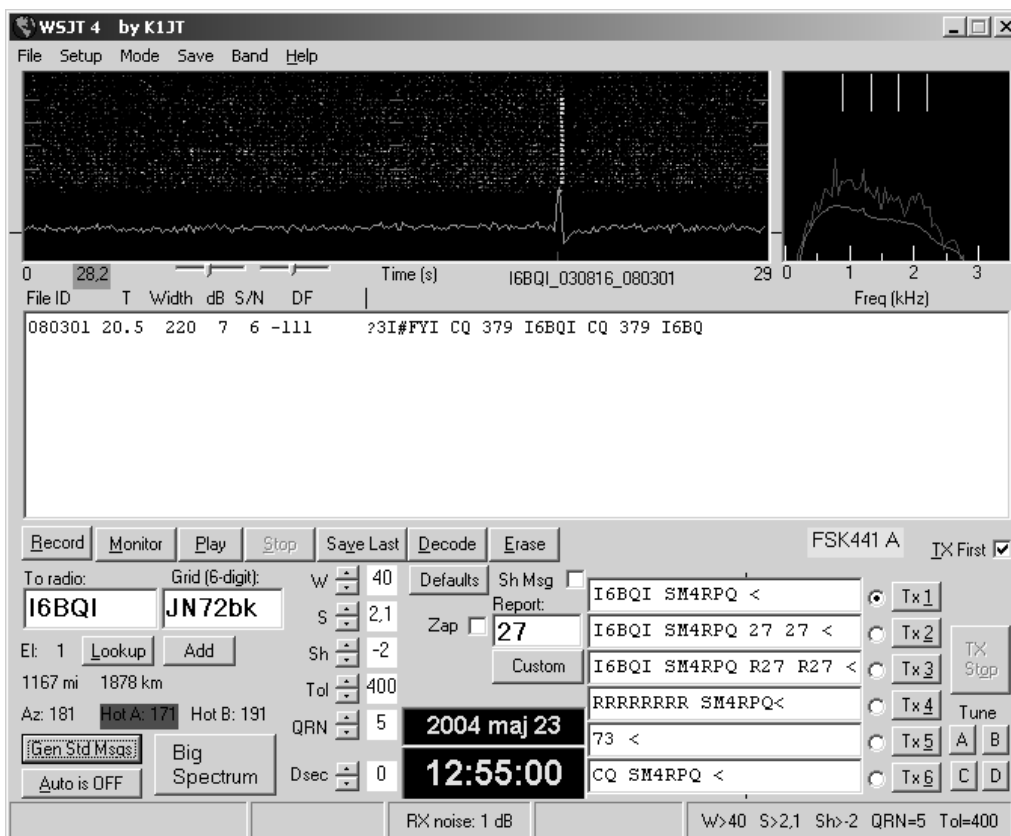 WSJT 4 by K1JT
File Setup Mode Save Band Help
0 28,2 Time (s) I6BQI_030816_080301 29 0 1 2 3
File ID T Width dB S/N DF Freq (kHz)
080301 20.5 220 7 6 -111 ?3I#FYI CQ 379 I6BQI CQ 379 I6BQ
Record Monitor Play Stop Save Last Decode Erase FSK441 A TX First
To radio: Grid (6-digit): W 40 Defaults Sh Msg
I6BQI JN72bk S 2,1 Zap Report: 27
El: 1 Lookup Add Sh -2 Custom
1167 mi 1878 km Tol 400
Az: 181 Hot A: 171 Hot B: 191 QRN 5
Gen Std Msgs Big Spectrum Dsec 0
Auto is OFF
2004 maj 23
12:55:00
I6BQI SM4RPQ < Tx1
I6BQI SM4RPQ 27 27 < Tx2
I6BQI SM4RPQ R27 R27 < Tx3
RRRRRRRR SM4RPQ< Tx4
73 < Tx5
CQ SM4RPQ < Tx6
TX Stop
Tune
A B
C D
RX noise: 1 dB W>40 S>2,1 Sh>-2 QRN=5 Tol=400